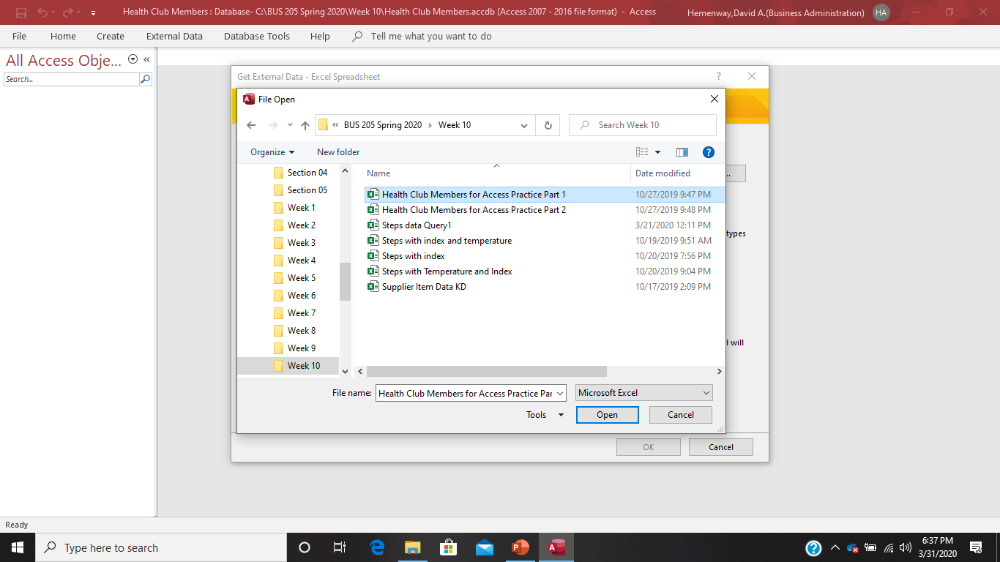 Health Club Members : Database- C:\BUS 205 Spring 2020\Week 10\Health Club Members.accdb (Access 2007 - 2016 file format) - Access
Hemenway,David A.(Business Administration)
HA
File Home Create External Data Database Tools Help Tell me what you want to do
All Access Obje... «
Search...
Get External Data - Excel Spreadsheet ?
File Open
« BUS 205 Spring 2020 › Week 10
Search Week 10
Organize New folder
?
Section 04
Section 05
Week 1
Week 2
Week 3
Week 4
Week 5
Week 6
Week 7
Week 8
Week 9
Week 10
Name Date modified
Health Club Members for Access Practice Part 1 10/27/2019 9:47 PM
Health Club Members for Access Practice Part 2 10/27/2019 9:48 PM
Steps data Query1 3/21/2020 12:11 PM
Steps with index and temperature 10/19/2019 9:51 AM
Steps with index 10/20/2019 7:56 PM
Steps with Temperature and Index 10/20/2019 9:04 PM
Supplier Item Data KD 10/17/2019 2:09 PM
..
types
l will
File name: Health Club Members for Access Practice Par
Microsoft Excel
Tools Open Cancel
OK Cancel
Ready
Type here to search
6:37 PM
3/31/2020